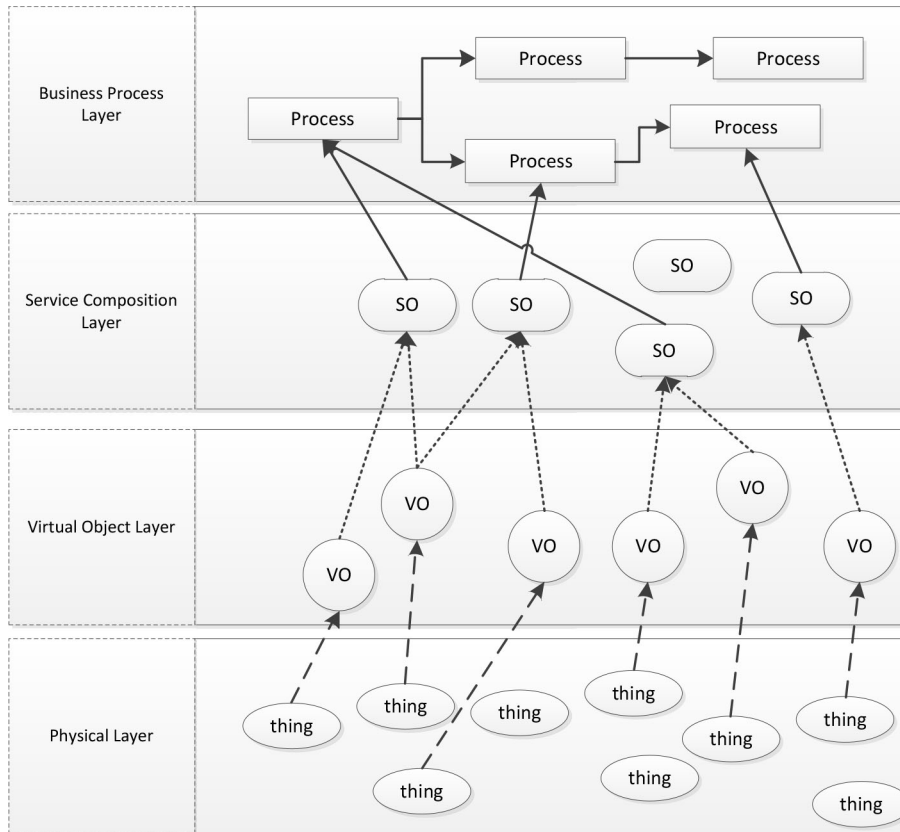 Business Process
Layer
Process
Process
Process
Process
Process
Service Composition
Layer
SO
SO
SO
SO
SO
Virtual Object Layer
VO
VO
VO
VO
VO
VO
Physical Layer
thing
thing
thing
thing
thing
thing
thing
thing
thing